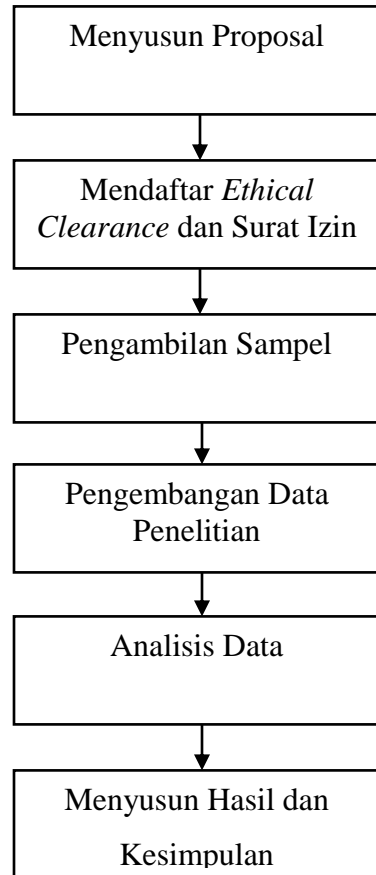 Menyusun Proposal
Mendaftar Ethical
Clearance dan Surat Izin
Pengambilan Sampel
Pengembangan Data
Penelitian
Analisis Data
Menyusun Hasil dan
Kesimpulan